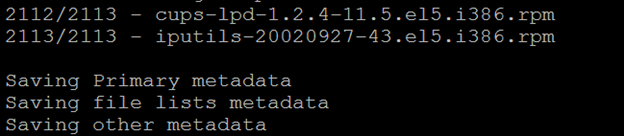 2112/2113 - cups-lpd-1.2.4-11.5.el5.i386.rpm
2113/2113 - iputils-20020927-43.el5.i386.rpm
Saving Primary metadata
Saving file lists metadata
Saving other metadata